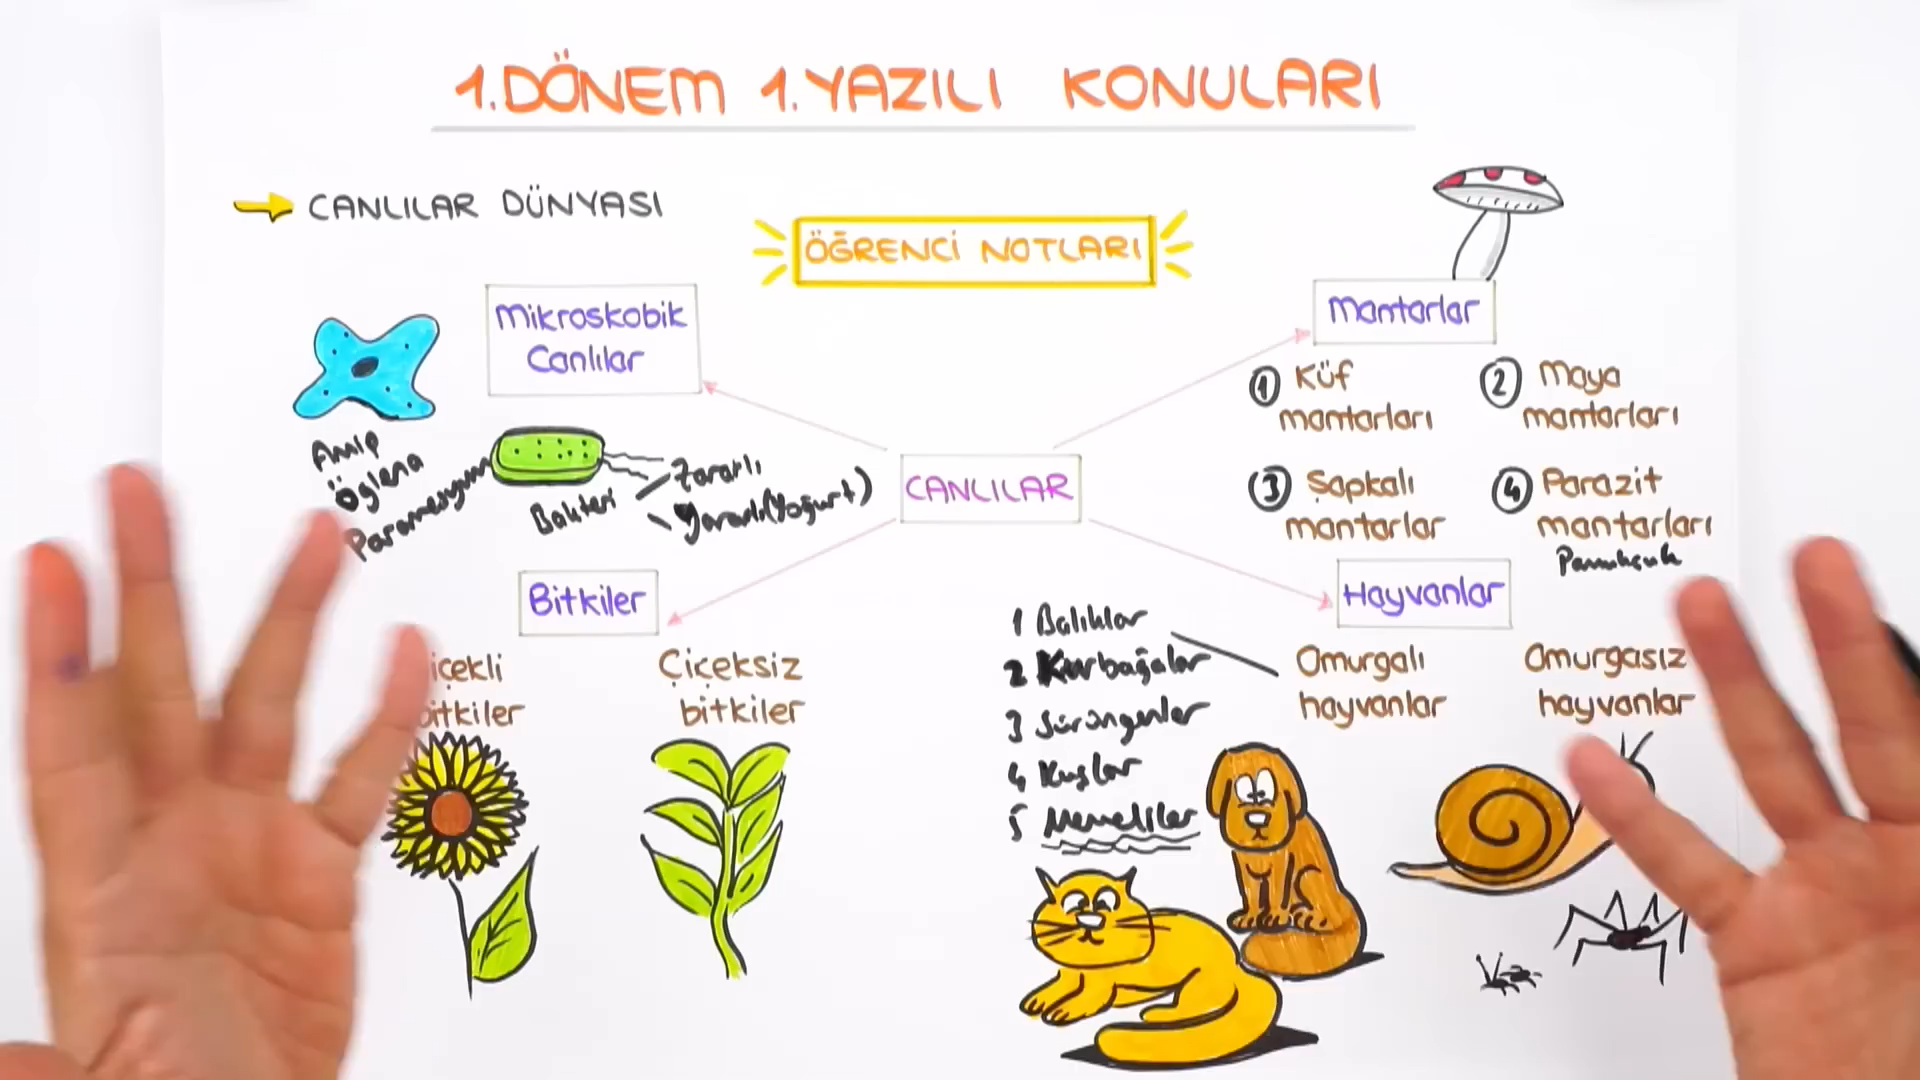 1.DÖNEM 1.YAZILI KONULARI
CANLILAR DÜNYASI
ÖĞRENCİ NOTLARI
Mikroskobik
Canlılar
Amip
Öglena
Paramesyum
Bakteri
Zararlı
Yararlı(Yoğurt)
Mantarlar
1 Küf
mantarları
2 Maya
mantarları
3 Şapkalı
mantarlar
4 Parazit
mantarları
Pamukçuk
CANLILAR
Bitkiler
içekli
bitkiler
Çiçeksiz
bitkiler
Hayvanlar
1 Balıklar
2 Kurbağalar
3 Sürüngenler
4 Kuşlar
5 Memeliler
Omurgalı
hayvanlar
Omurgasız
hayvanlar